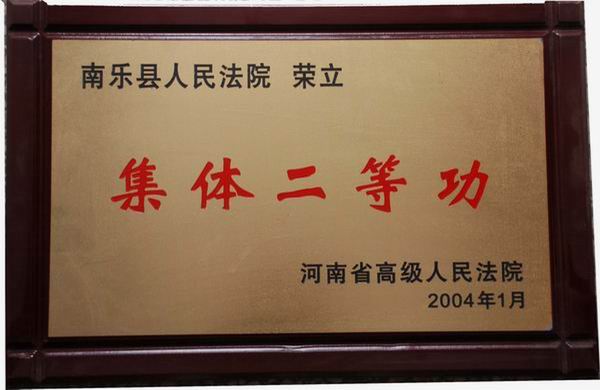 南乐县人民法院 荣立
集体二等功
河南省高级人民法院
2004年1月